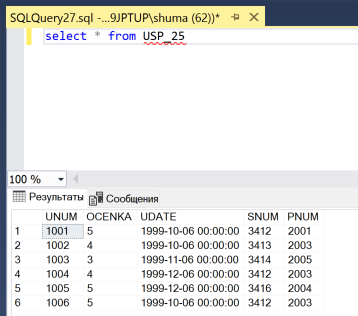 SQLQuery27.sql -...9JPTUP\shuma (62))*
select * from USP_25
100 %
Результаты Сообщения
UNUM OCENKA UDATE SNUM PNUM
1 1001 5 1999-10-06 00:00:00 3412 2001
2 1002 4 1999-10-06 00:00:00 3413 2003
3 1003 3 1999-11-06 00:00:00 3414 2005
4 1004 4 1999-12-06 00:00:00 3412 2003
5 1005 5 1999-12-06 00:00:00 3416 2004
6 1006 5 1999-10-06 00:00:00 3412 2003